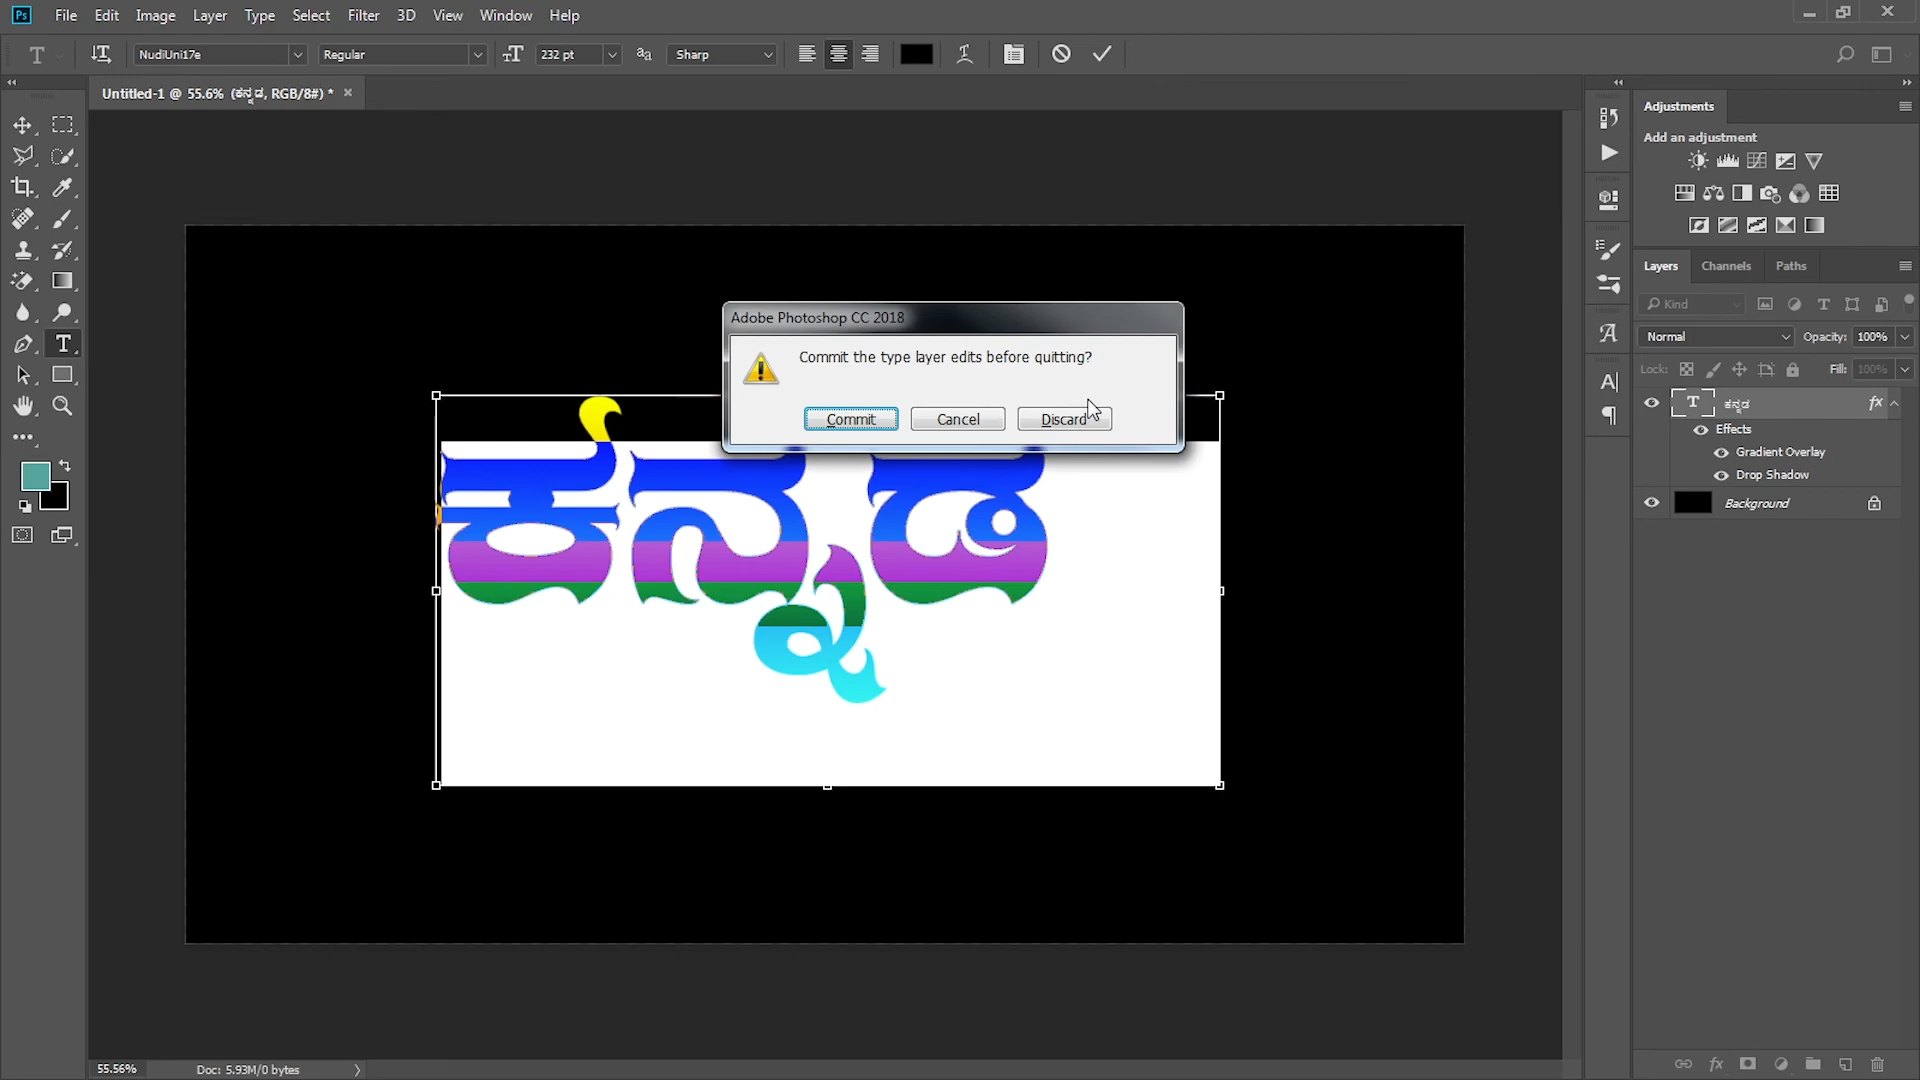 Ps File Edit Image Layer Type Select Filter 3D View Window Help
NudiUni17e Regular 232 pt Sharp
Untitled-1 @ 55.6% (ಕನ್ನಡ, RGB/8#) *
Adjustments
Add an adjustment
Layers Channels Paths
Kind
Normal Opacity: 100%
Lock: Fill: 100%
ಕನ್ನಡ fx
Effects
Gradient Overlay
Drop Shadow
Background
Adobe Photoshop CC 2018
Commit the type layer edits before quitting?
Commit Cancel Discard
ಕನ್ನಡ
55.56% Doc: 5.93M/0 bytes